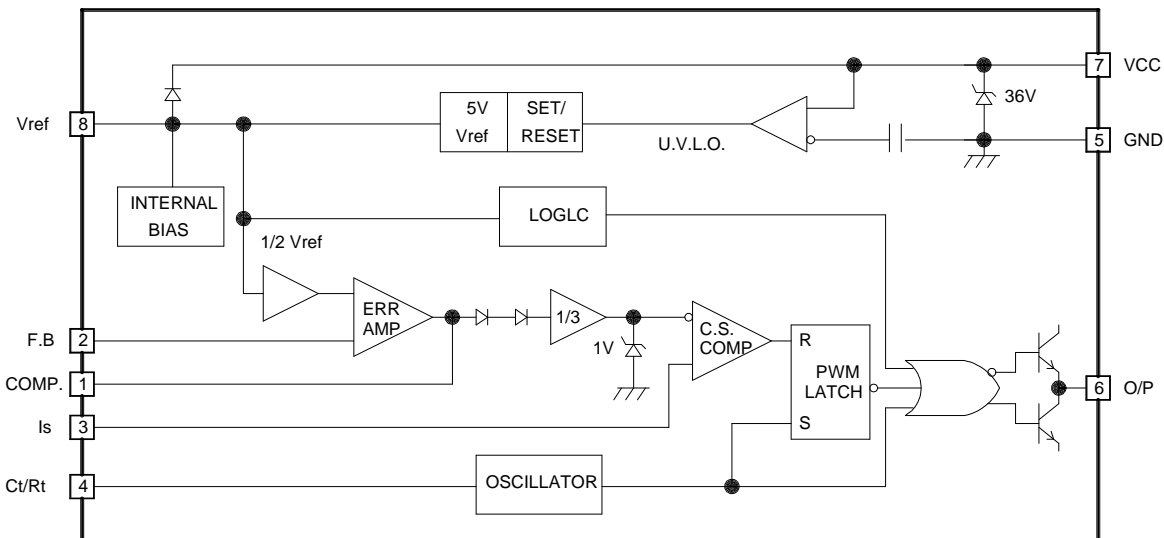 7 VCC
36V
Vref 8
5V
Vref
SET/
RESET
U.V.L.O.
5 GND
INTERNAL
BIAS
LOGLC
1/2 Vref
ERR
AMP
1/3
C.S.
COMP
1V
F.B 2
R
PWM
LATCH
S
COMP. 1
6 O/P
Is 3
Ct/Rt 4
OSCILLATOR